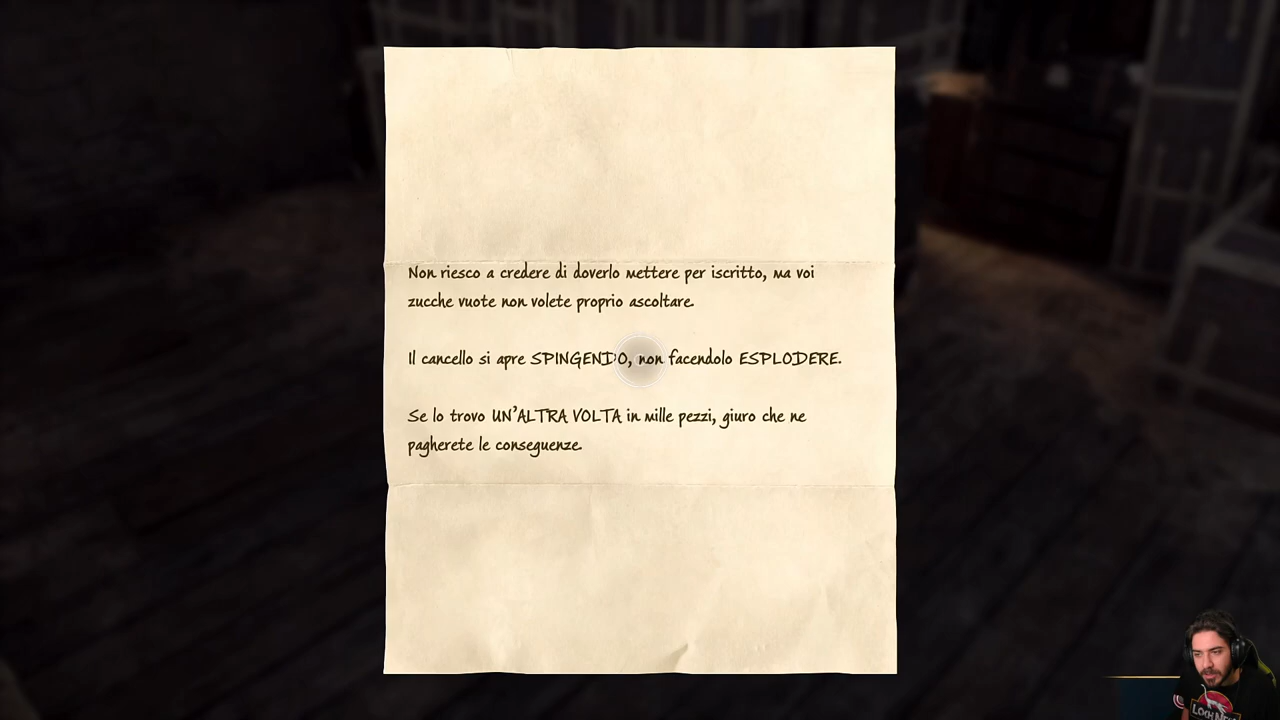 Non riesco a credere di doverlo mettere per iscritto, ma voi
zucche vuote non volete proprio ascoltare.
Il cancello si apre SPINGENDO, non facendolo ESPLODERE.
Se lo trovo UN'ALTRA VOLTA in mille pezzi, giuro che ne
pagherete le conseguenze.